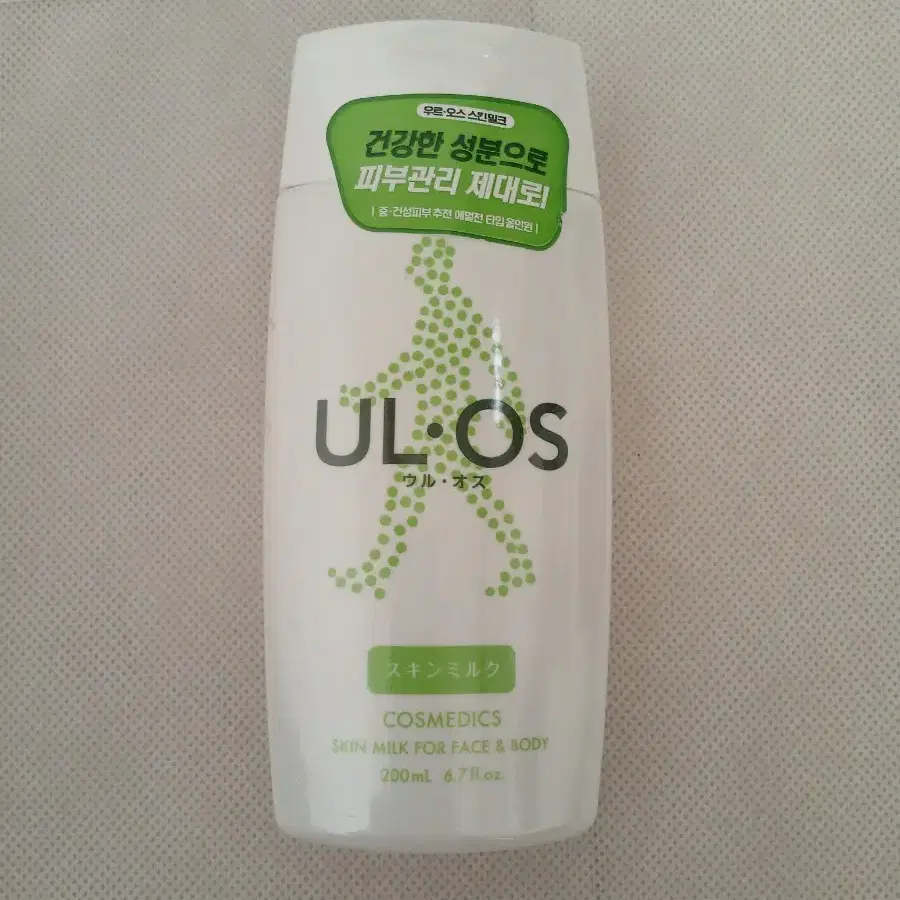 우르·오스 스킨밀크
건강한 성분으로
피부관리 제대로!
| 중·건성피부 추천 에멀전 타입 올인원 |
UL·OS
ウル・オス
スキンミルク
COSMEDICS
SKIN MILK FOR FACE & BODY
200mL 6.7fl.oz.